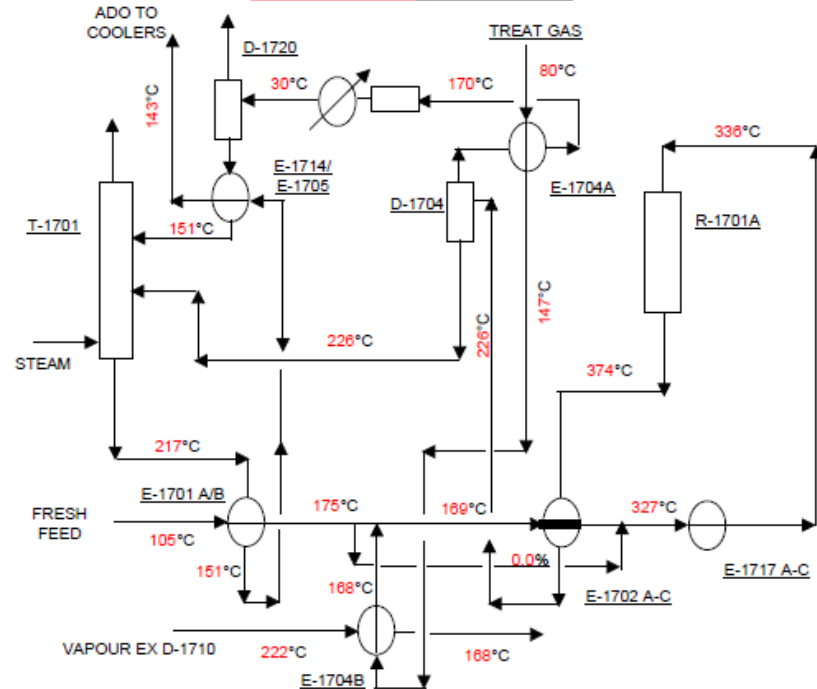 ADO TO
COOLERS
D-1720
TREAT GAS
30°C
170°C
80°C
143°C
336°C
E-1714/
E-1705
E-1704A
D-1704
R-1701A
T-1701
151°C
147°C
226°C
226°C
STEAM
374°C
217°C
E-1701 A/B
FRESH
FEED
175°C
169°C
327°C
105°C
151°C
0.0%
E-1717 A-C
168°C
E-1702 A-C
VAPOUR EX D-1710
222°C
168°C
E-1704B